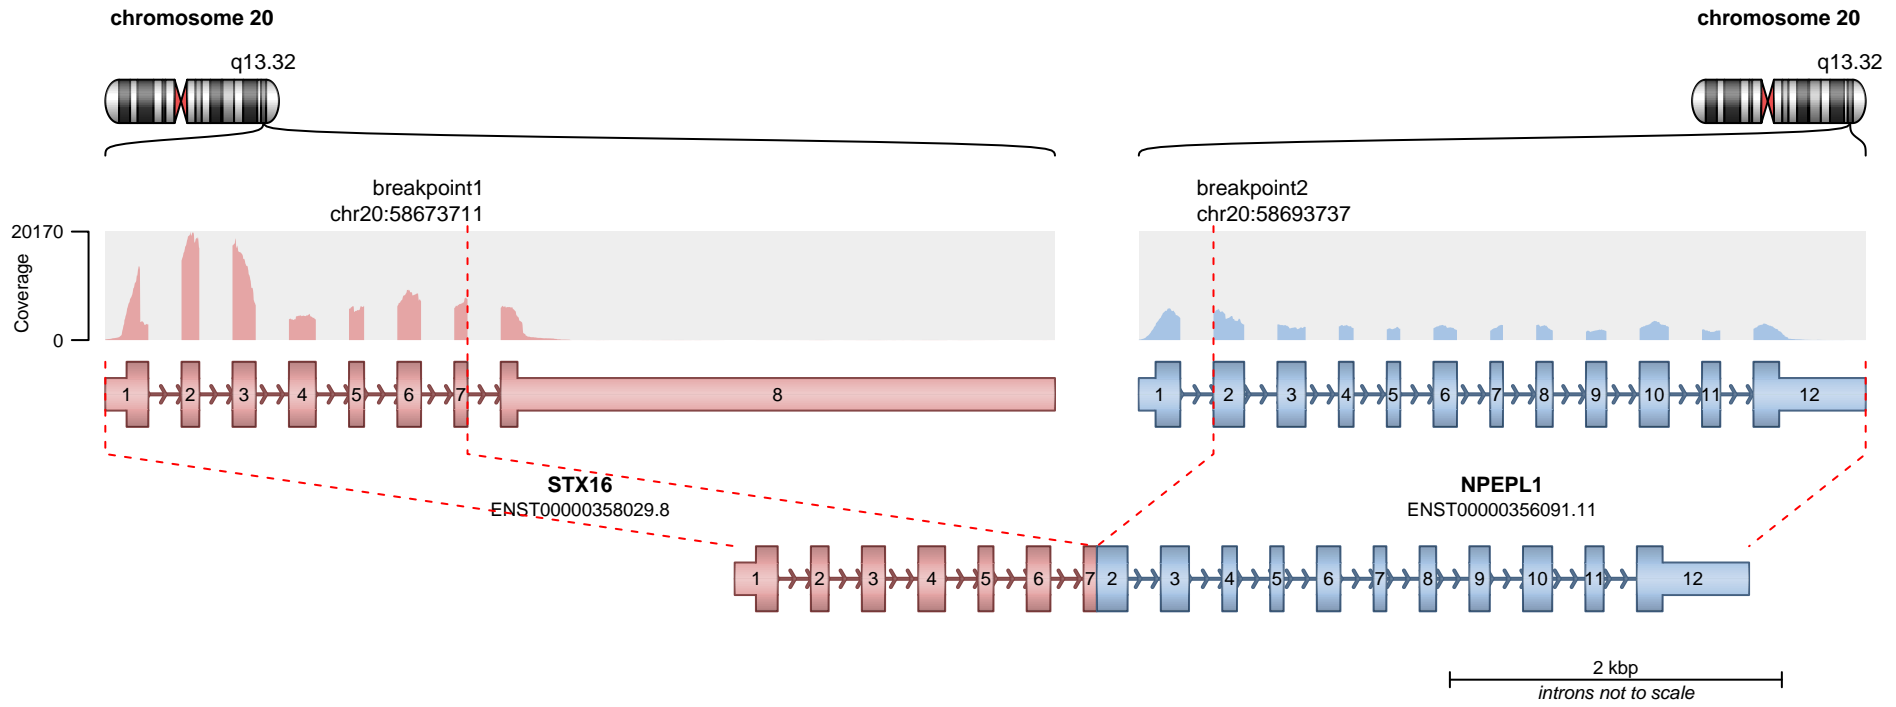 chromosome 20
chromosome 20
q13.32
q13.32
breakpoint1
chr20:58673711
breakpoint2
chr20:58693737
20170
Coverage
0
1 2 3 4 5 6 7 8
1 2 3 4 5 6 7 8 9 10 11 12
STX16
ENST00000358029.8
NPEPL1
ENST00000356091.11
1 2 3 4 5 6 7 2 3 4 5 6 7 8 9 10 11 12
2 kbp
introns not to scale